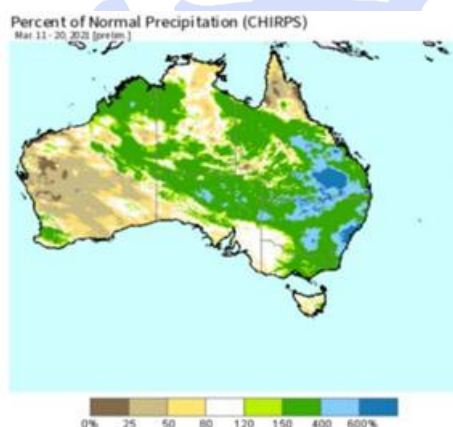 Percent of Normal Precipitation (CHIRPS)
Mar. 11 - 20, 2021 [prelim.]
0% 25 50 80 120 150 400 600%